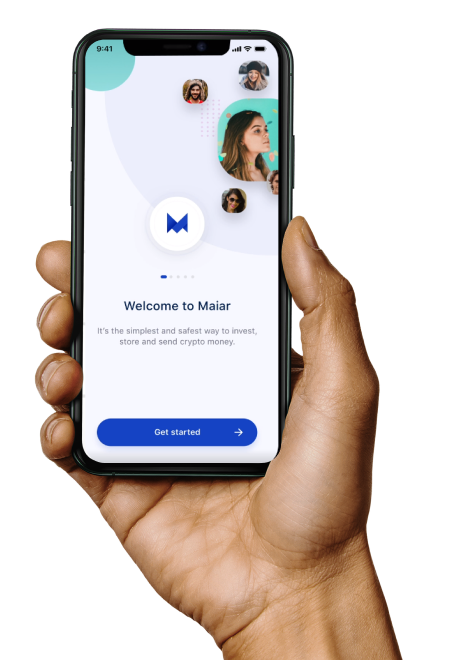 9:41
Welcome to Maiar
It's the simplest and safest way to invest,
store and send crypto money.
Get started